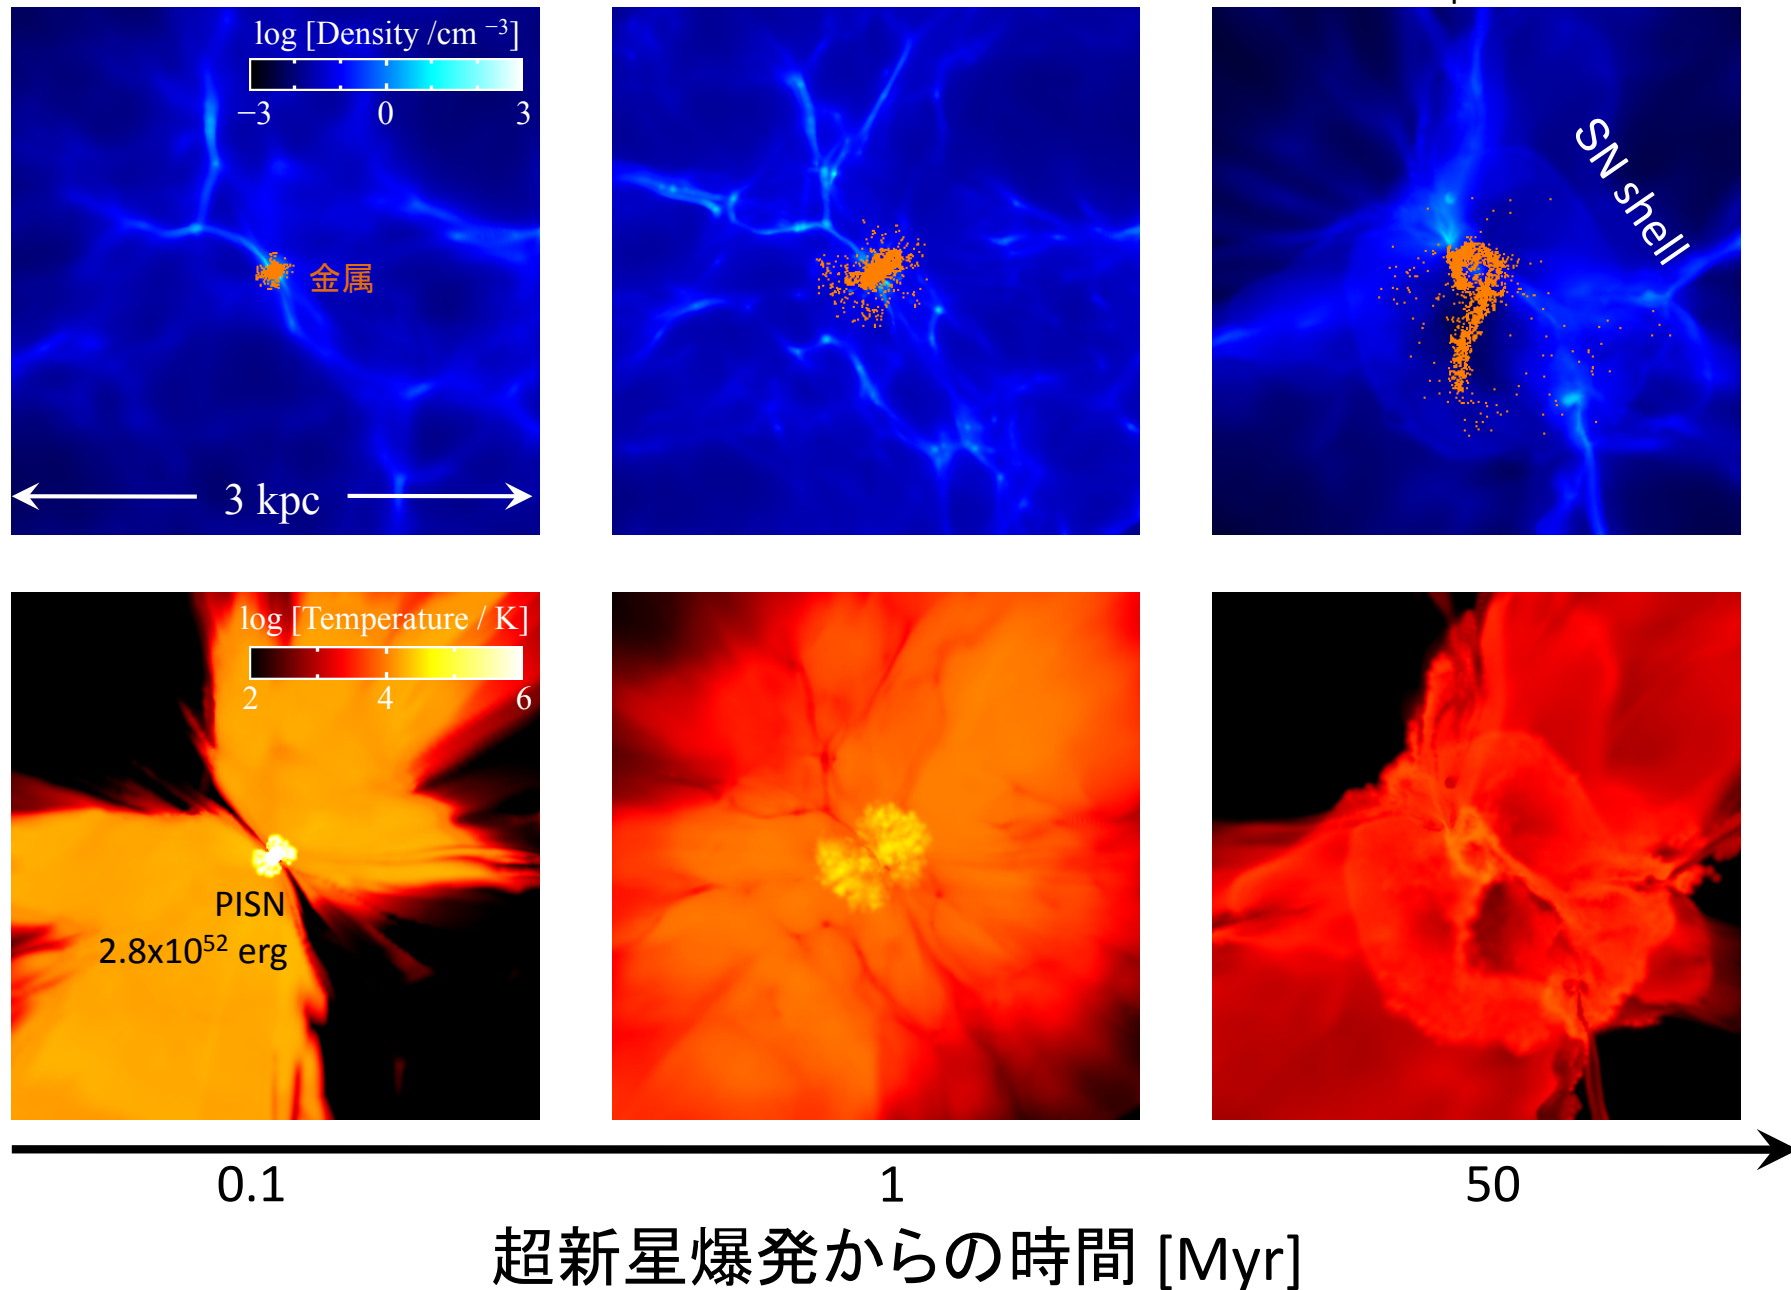 log [Density /cm ⁻³]
−3 0 3
金属
3 kpc
SN shell
log [Temperature / K]
2 4 6
PISN
2.8x10⁵² erg
0.1 1 50
超新星爆発からの時間 [Myr]